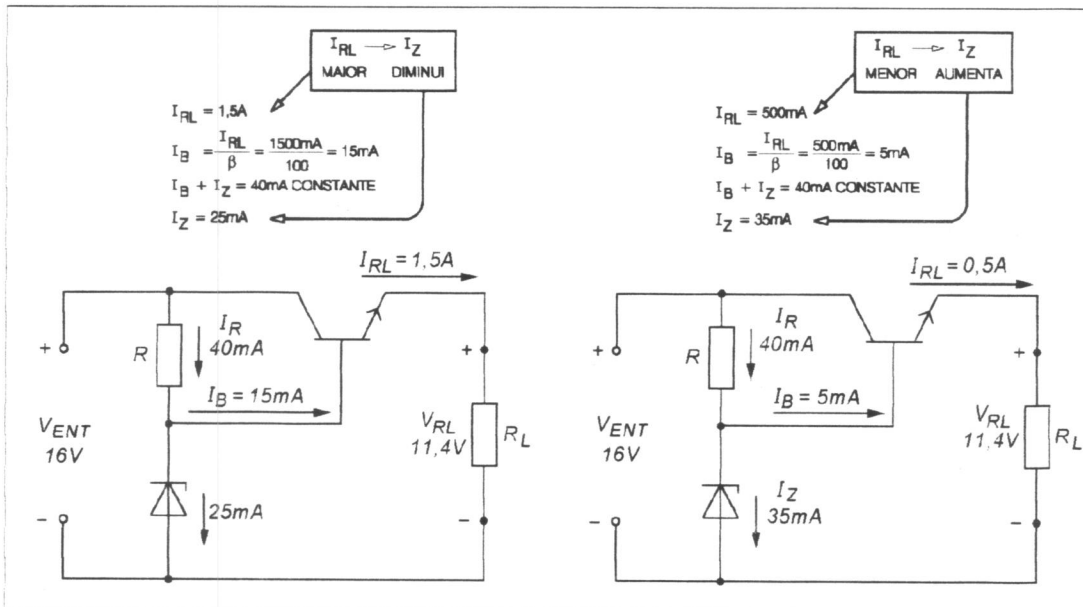 I_RL → I_Z
MAIOR DIMINUI
I_RL = 1,5A
I_B = I_RL/β = 1500mA/100 = 15mA
I_B + I_Z = 40mA CONSTANTE
I_Z = 25mA
I_RL = 1,5A
I_R
40mA
R
+
I_B = 15mA
+
V_ENT
16V
V_RL
11,4V
R_L
25mA
-
-
I_RL → I_Z
MENOR AUMENTA
I_RL = 500mA
I_B = I_RL/β = 500mA/100 = 5mA
I_B + I_Z = 40mA CONSTANTE
I_Z = 35mA
I_RL = 0,5A
I_R
40mA
R
+
I_B = 5mA
+
V_ENT
16V
V_RL
11,4V
R_L
I_Z
35mA
-
-